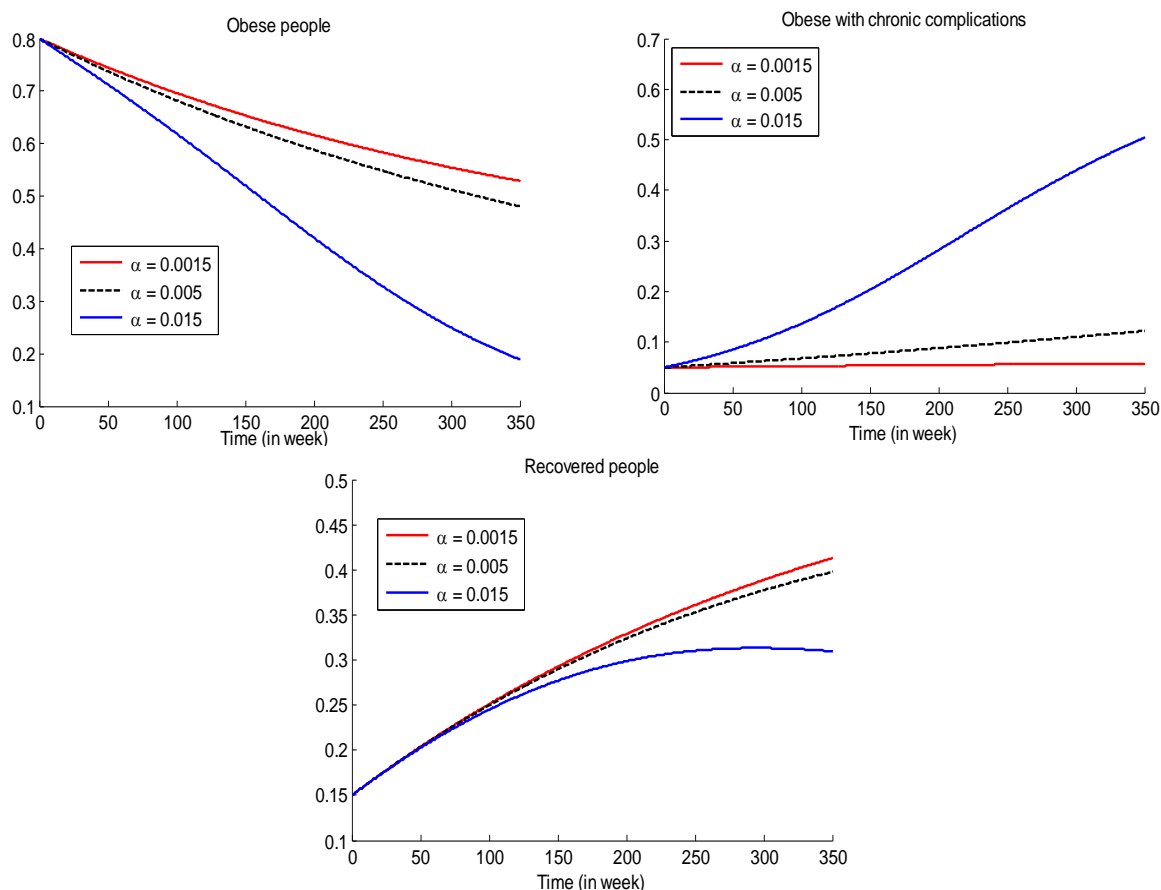 Obese people
0.8
0.7
0.6
0.5
0.4
0.3
0.2
0.1
α = 0.0015
α = 0.005
α = 0.015
0 50 100 150 200 250 300 350
Time (in week)
Obese with chronic complications
0.7
0.6
0.5
0.4
0.3
0.2
0.1
0
α = 0.0015
α = 0.005
α = 0.015
0 50 100 150 200 250 300 350
Time (in week)
Recovered people
0.5
0.45
0.4
0.35
0.3
0.25
0.2
0.15
0.1
α = 0.0015
α = 0.005
α = 0.015
0 50 100 150 200 250 300 350
Time (in week)